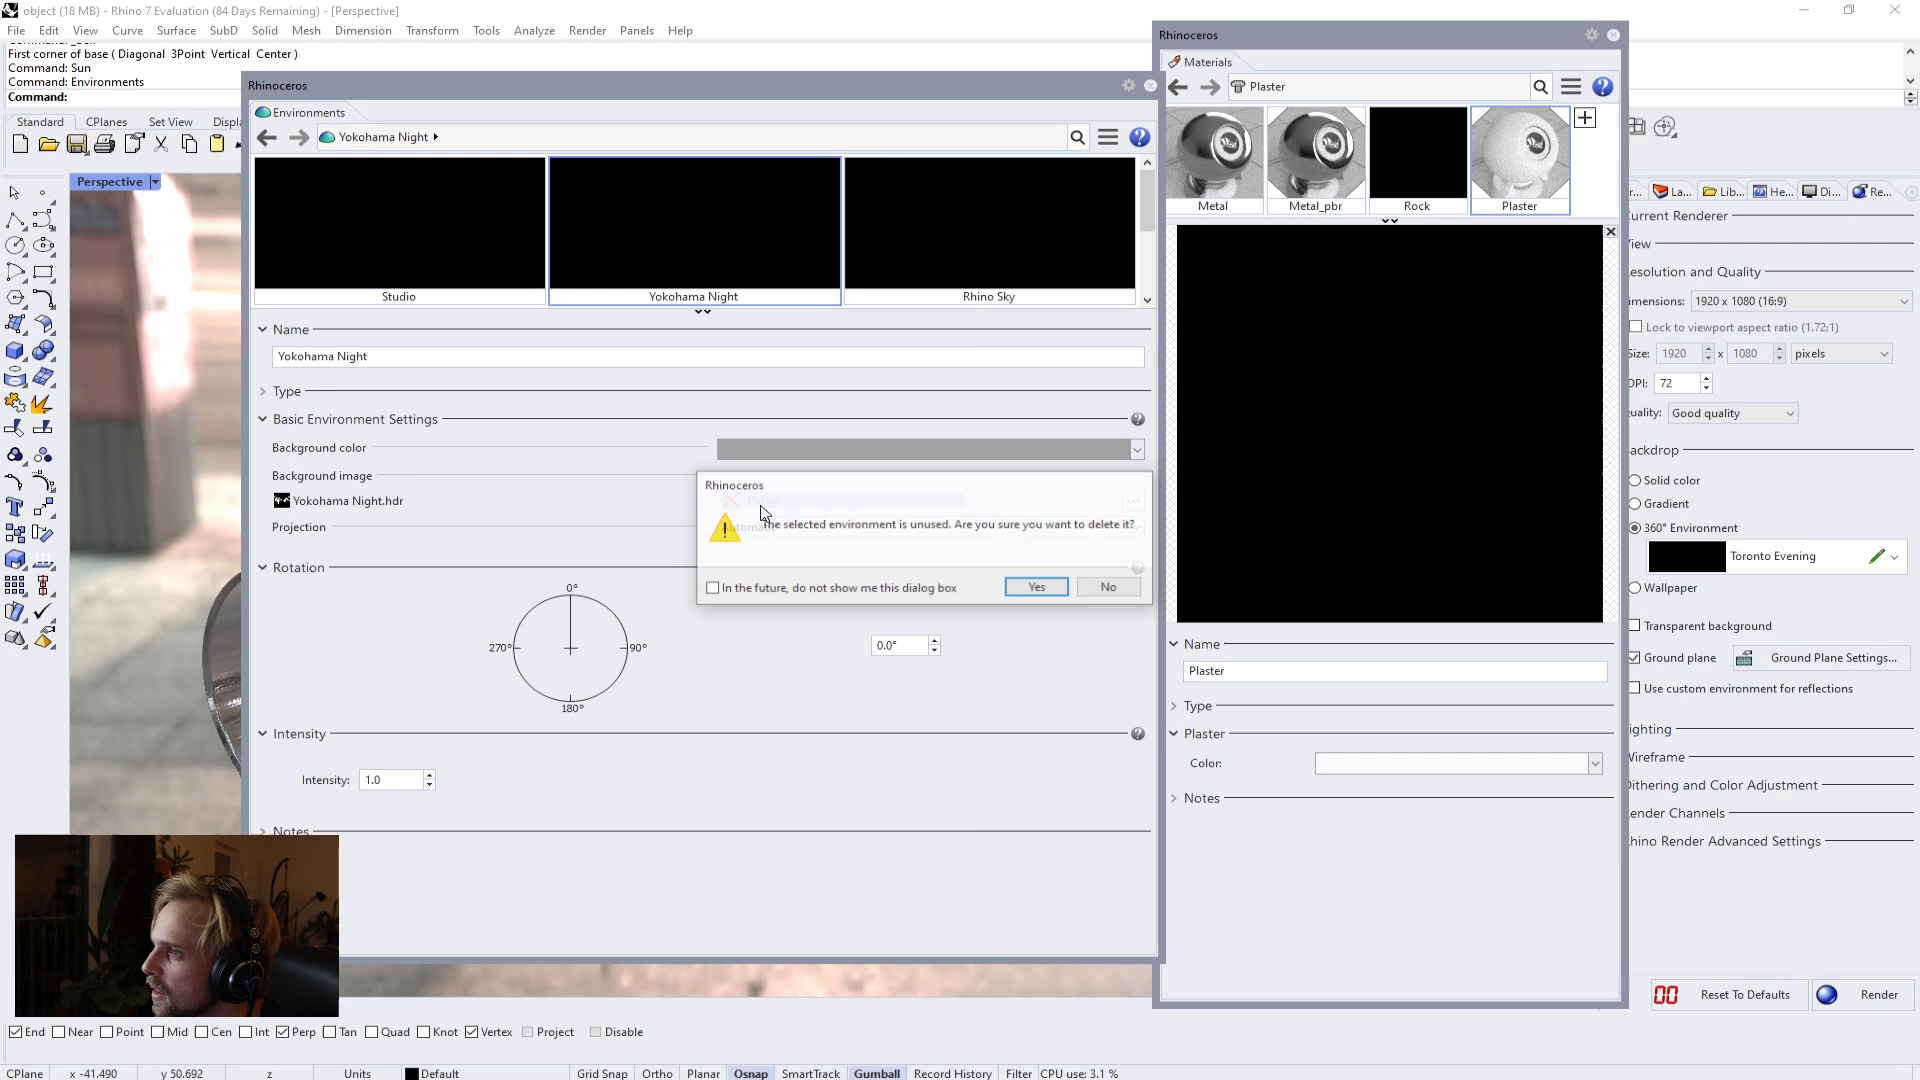 object (18 MB) - Rhino 7 Evaluation (84 Days Remaining) - [Perspective]
File Edit View Curve Surface SubD Solid Mesh Dimension Transform Tools Analyze Render Panels Help
First corner of base ( Diagonal 3Point Vertical Center )
Command: Sun
Command: Environments
Command:
Standard CPlanes Set View
Perspective
Rhinoceros
Environments
Yokohama Night
Studio Yokohama Night Rhino Sky
Name
Yokohama Night
Type
Basic Environment Settings
Background color
Background image
Yokohama Night.hdr
Projection
Rotation
0°
270° 90°
180°
0.0°
Intensity
Intensity: 1.0
Notes
Rhinoceros
Delete
The selected environment is unused. Are you sure you want to delete it?
In the future, do not show me this dialog box Yes No
Rhinoceros
Materials
Plaster
Metal Metal_pbr Rock Plaster
Name
Plaster
Type
Plaster
Color:
Notes
La... Lib... He... Di... Re...
urrent Renderer
iew
esolution and Quality
imensions: 1920 x 1080 (16:9)
Lock to viewport aspect ratio (1.72:1)
Size: 1920 x 1080 pixels
DPI: 72
uality: Good quality
ackdrop
Solid color
Gradient
360° Environment
Toronto Evening
Wallpaper
Transparent background
Ground plane Ground Plane Settings...
Use custom environment for reflections
ighting
Wireframe
Dithering and Color Adjustment
ender Channels
hino Render Advanced Settings
Reset To Defaults Render
End Near Point Mid Cen Int Perp Tan Quad Knot Vertex Project Disable
CPlane x -41.490 y 50.692 z Units Default Grid Snap Ortho Planar Osnap SmartTrack Gumball Record History Filter CPU use: 3.1 %